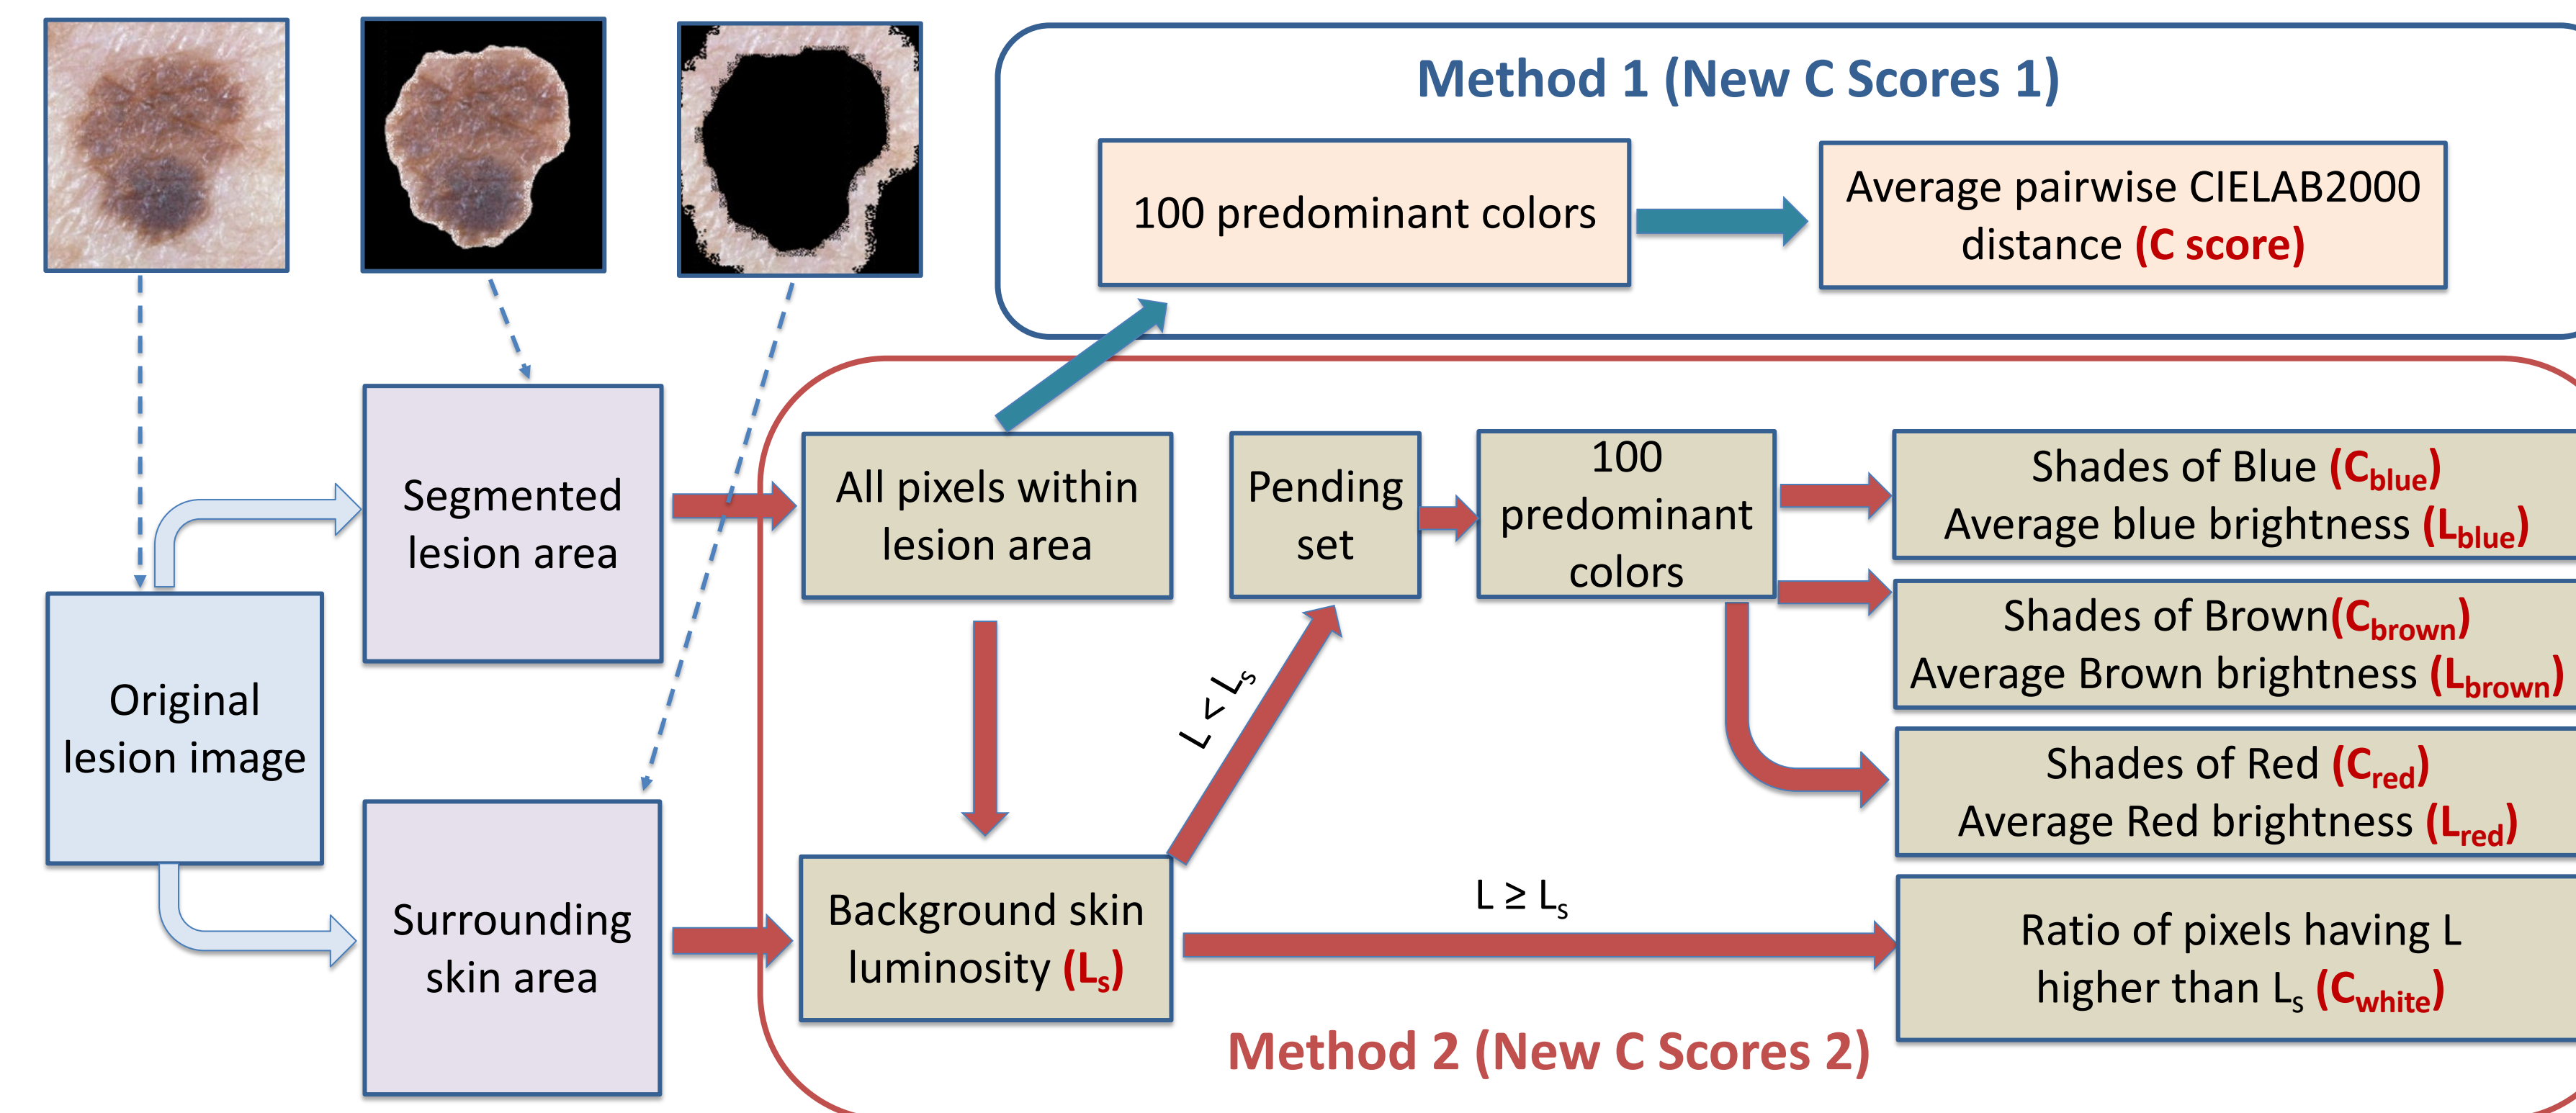 Method 1 (New C Scores 1)
100 predominant colors
Average pairwise CIELAB2000
distance (C score)
Original
lesion image
Segmented
lesion area
Surrounding
skin area
All pixels within
lesion area
Background skin
luminosity (Ls)
L < Ls
L ≥ Ls
Pending
set
100
predominant
colors
Shades of Blue (Cblue)
Average blue brightness (Lblue)
Shades of Brown(Cbrown)
Average Brown brightness (Lbrown)
Shades of Red (Cred)
Average Red brightness (Lred)
Ratio of pixels having L
higher than Ls (Cwhite)
Method 2 (New C Scores 2)